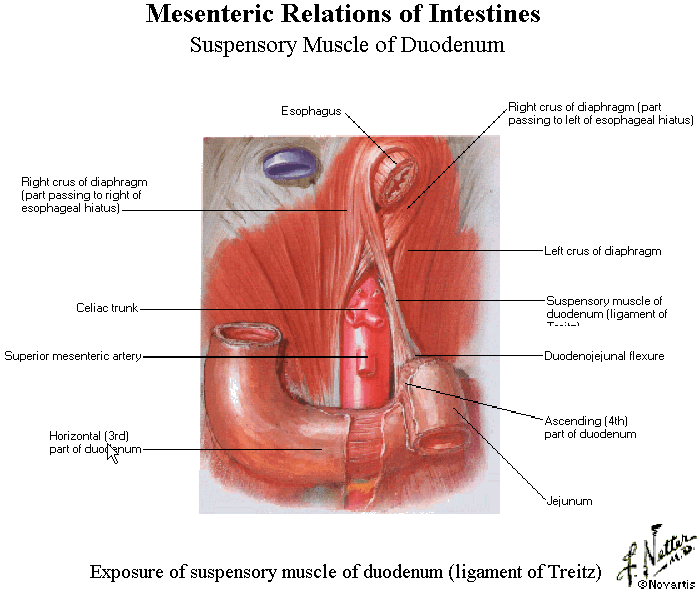 Mesenteric Relations of Intestines
Suspensory Muscle of Duodenum
Esophagus
Right crus of diaphragm (part
passing to left of esophageal hiatus)
Right crus of diaphragm
(part passing to right of
esophageal hiatus)
Left crus of diaphragm
Celiac trunk
Suspensory muscle of
duodenum (ligament of
Treitz)
Superior mesenteric artery
Duodenojejunal flexure
Ascending (4th)
part of duodenum
Horizontal (3rd)
part of duodenum
Jejunum
F. Netter
M.D.
©Novartis
Exposure of suspensory muscle of duodenum (ligament of Treitz)